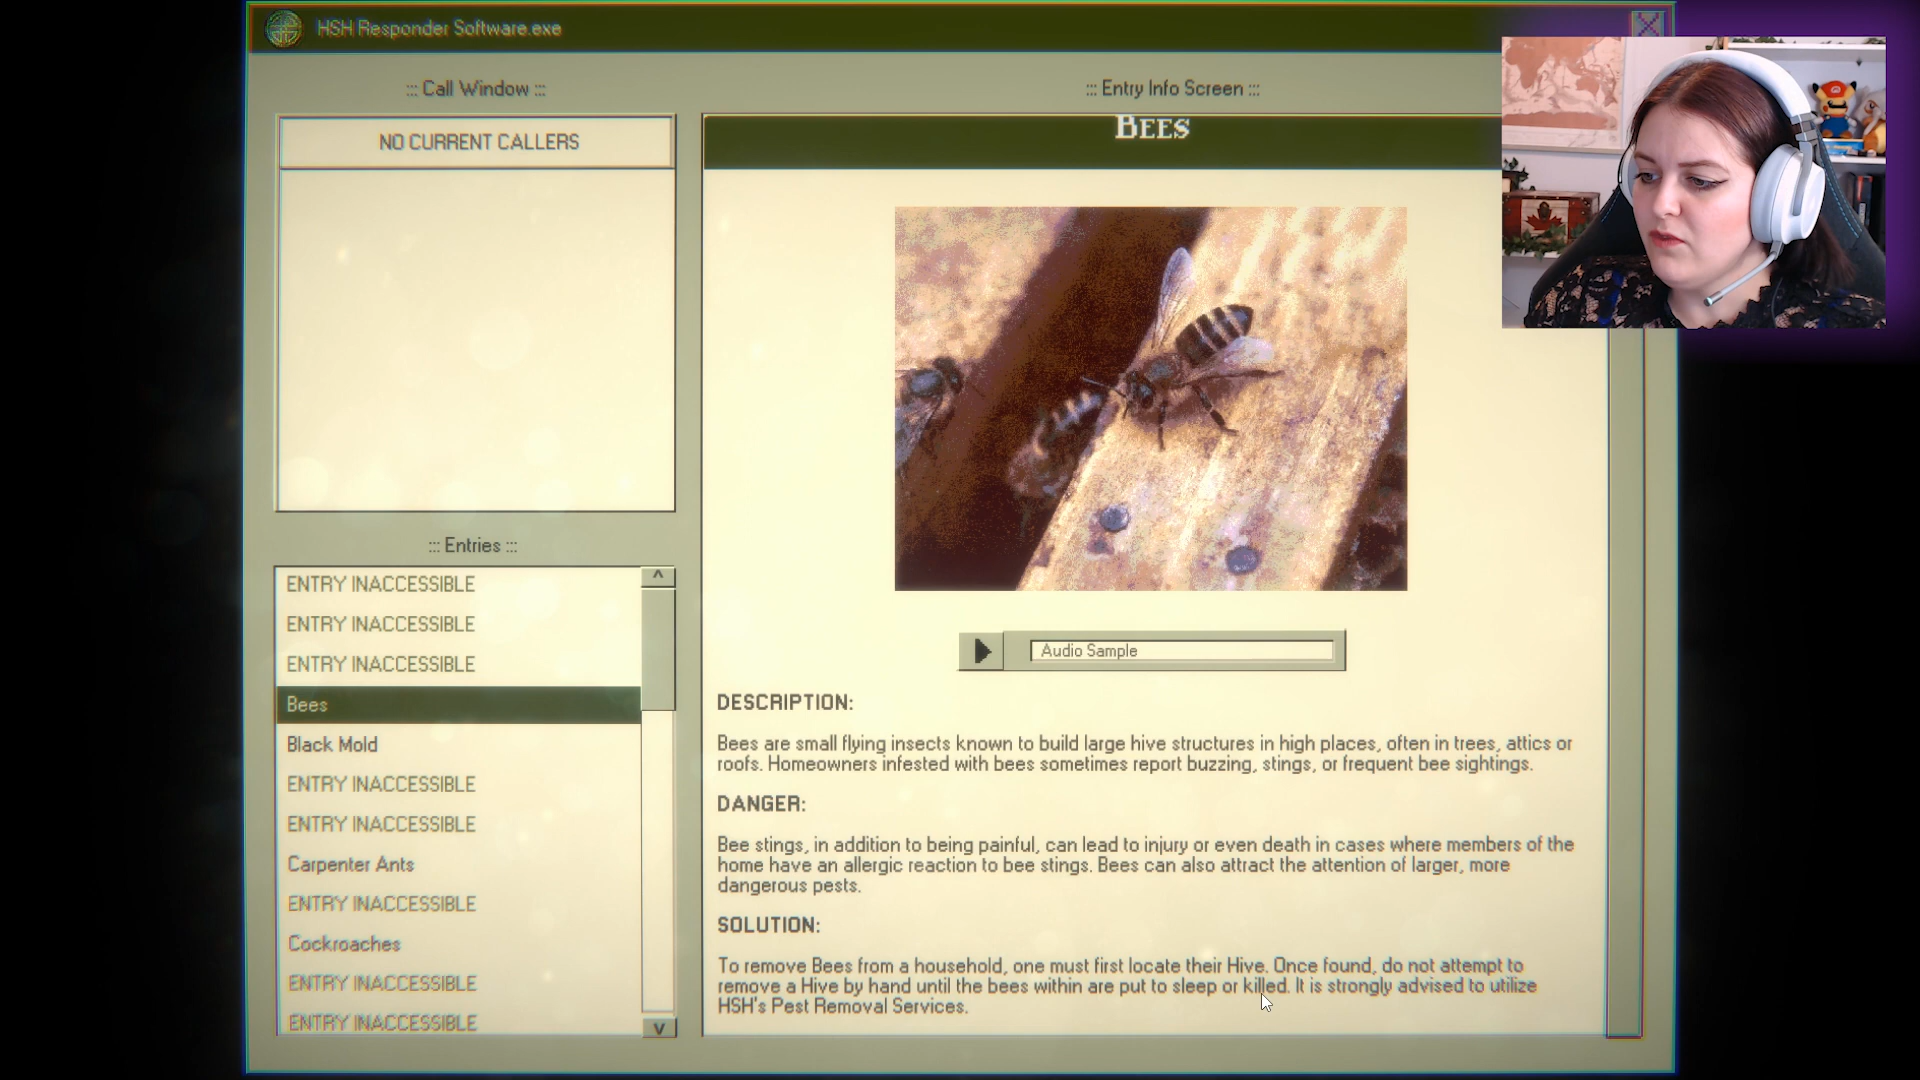 HSH Responder Software.exe
::: Call Window :::
NO CURRENT CALLERS
::: Entries :::
ENTRY INACCESSIBLE
ENTRY INACCESSIBLE
ENTRY INACCESSIBLE
Bees
Black Mold
ENTRY INACCESSIBLE
ENTRY INACCESSIBLE
Carpenter Ants
ENTRY INACCESSIBLE
Cockroaches
ENTRY INACCESSIBLE
ENTRY INACCESSIBLE
::: Entry Info Screen :::
BEES
Audio Sample
DESCRIPTION:
Bees are small flying insects known to build large hive structures in high places, often in trees, attics or
roofs. Homeowners infested with bees sometimes report buzzing, stings, or frequent bee sightings.
DANGER:
Bee stings, in addition to being painful, can lead to injury or even death in cases where members of the
home have an allergic reaction to bee stings. Bees can also attract the attention of larger, more
dangerous pests.
SOLUTION:
To remove Bees from a household, one must first locate their Hive. Once found, do not attempt to
remove a Hive by hand until the bees within are put to sleep or killed. It is strongly advised to utilize
HSH's Pest Removal Services.